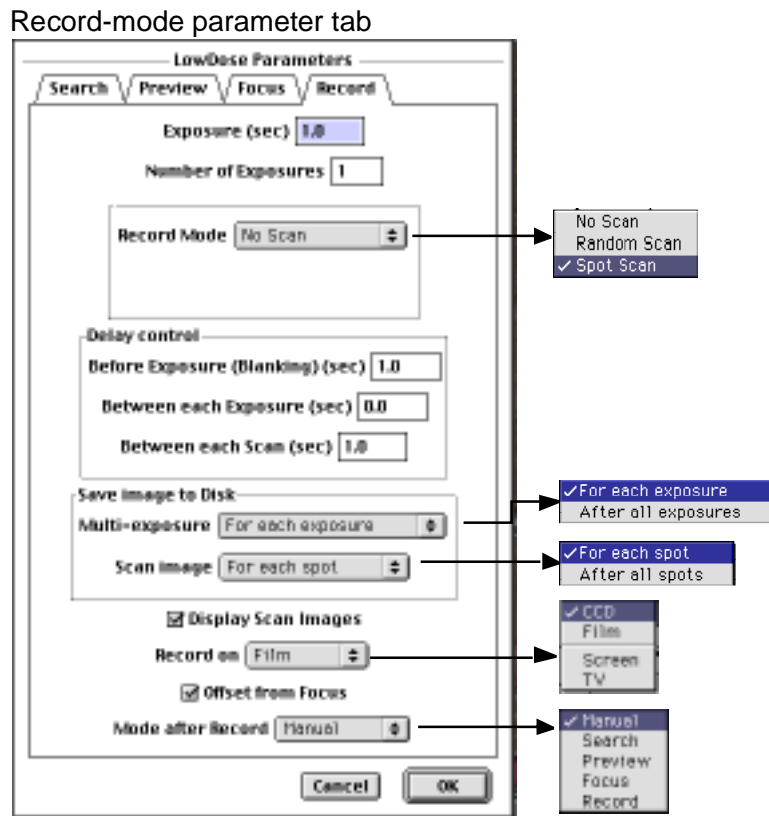 Record-mode parameter tab
LowDose Parameters
Search Preview Focus Record
Exposure (sec) 1.0
Number of Exposures 1
Record Mode No Scan
No Scan
Random Scan
✓ Spot Scan
Delay control
Before Exposure (Blanking) (sec) 1.0
Between each Exposure (sec) 0.0
Between each Scan (sec) 1.0
Save image to Disk
Multi-exposure For each exposure
✓For each exposure
After all exposures
Scan image For each spot
✓For each spot
After all spots
Display Scan Images
Record on Film
✓ CCD
Film
Screen
TV
Offset from Focus
Mode after Record Manual
✓ Manual
Search
Preview
Focus
Record
Cancel OK